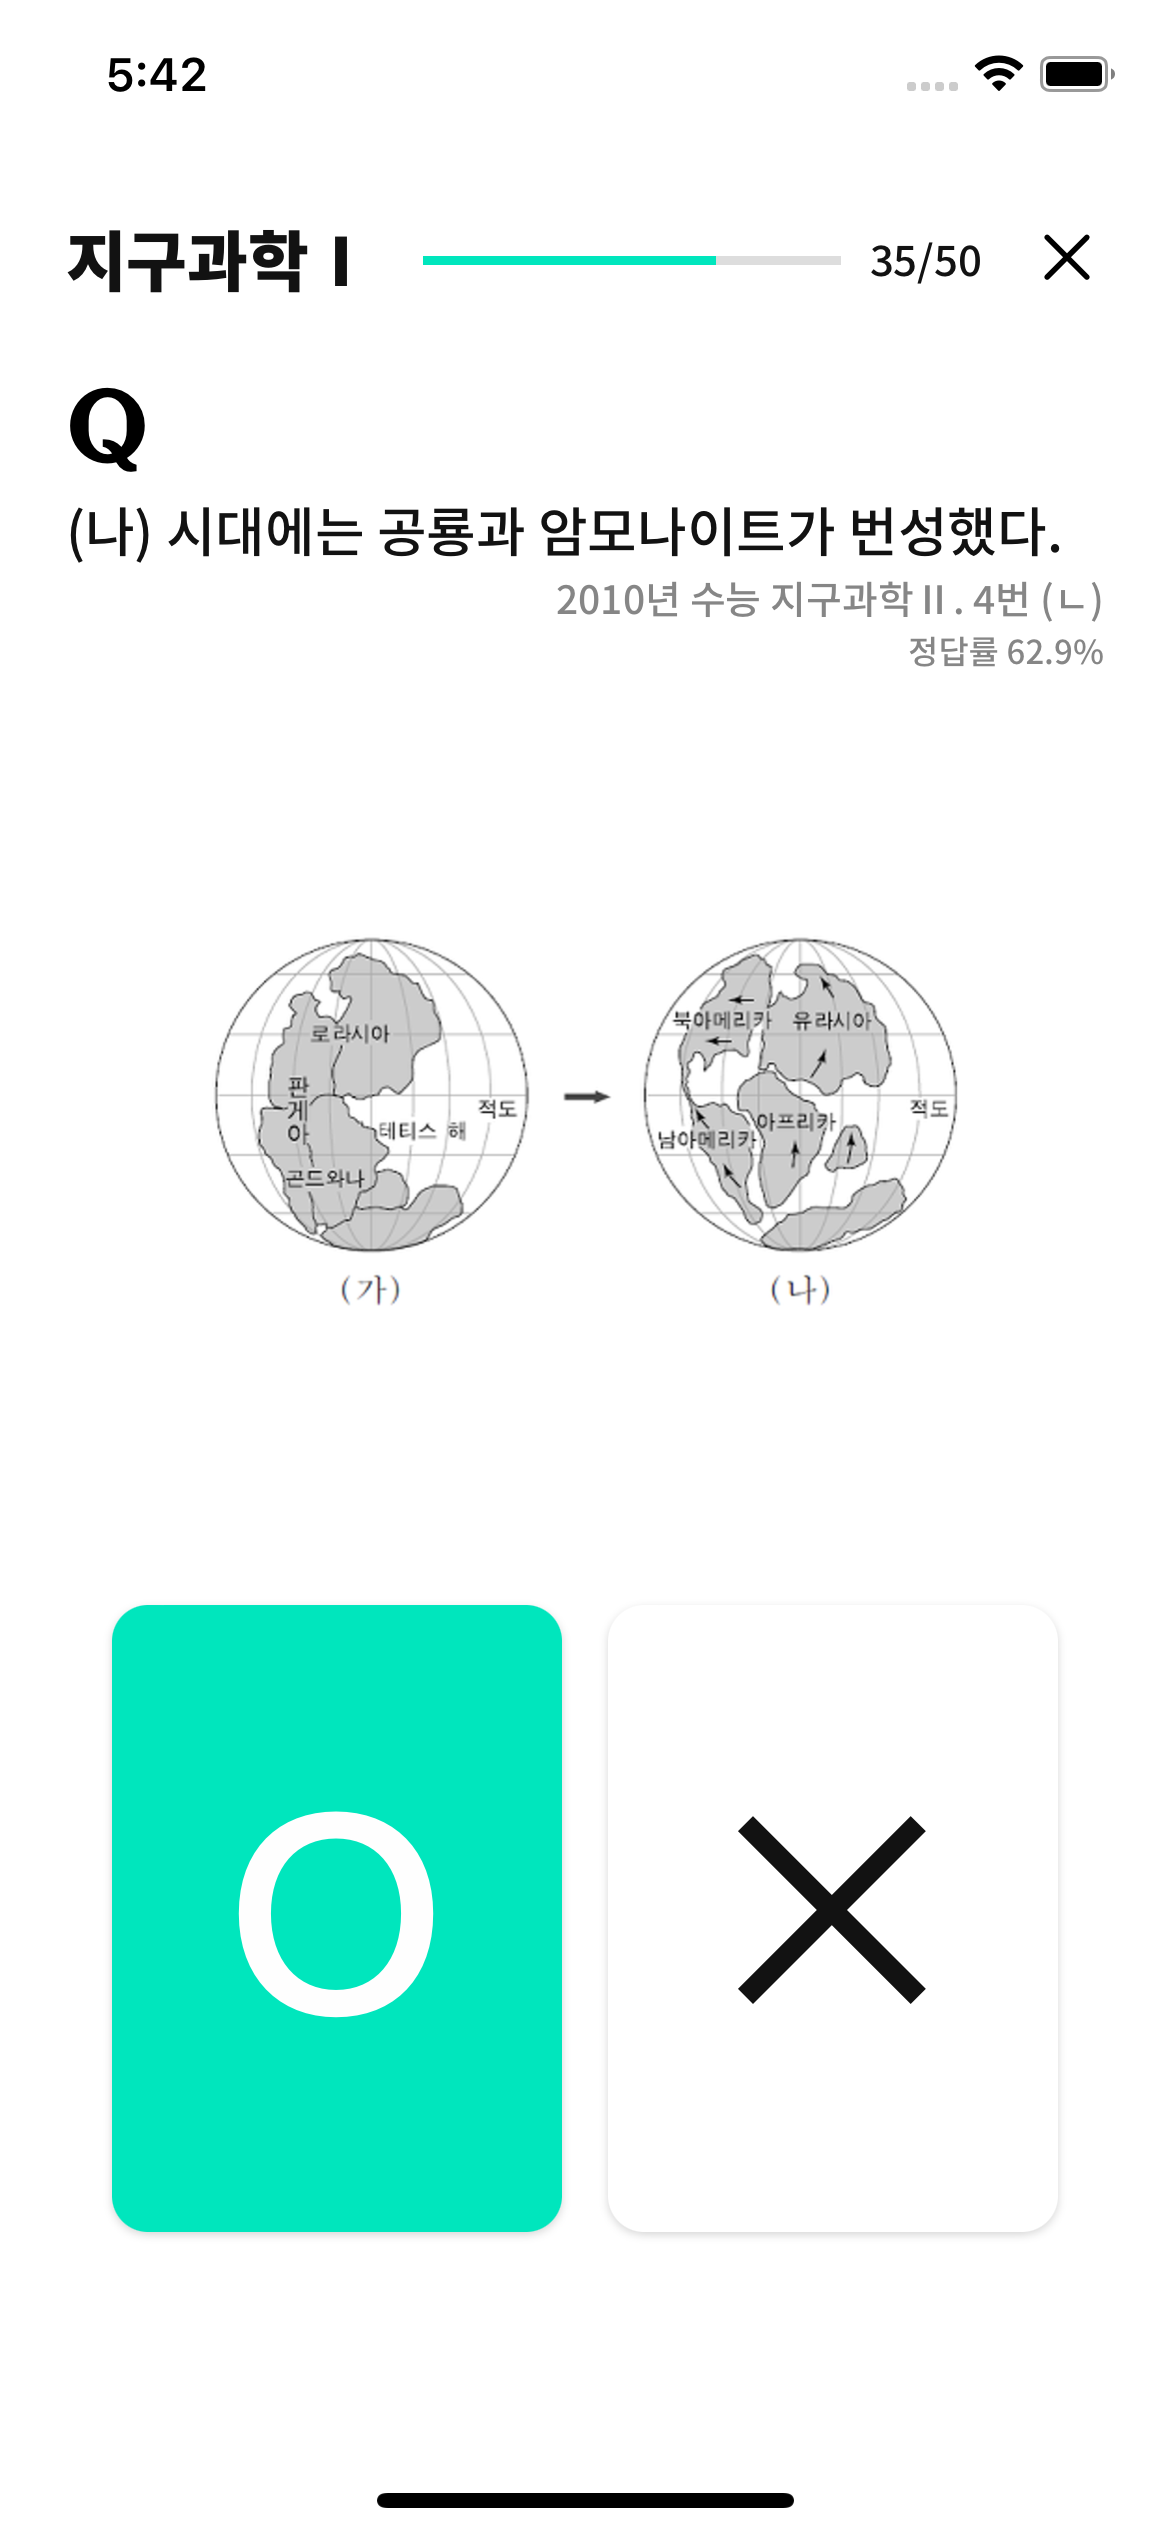 5:42
지구과학 Ⅰ
35/50
Q
(나) 시대에는 공룡과 암모나이트가 번성했다.
2010년 수능 지구과학Ⅱ. 4번 (ㄴ)
정답률 62.9%
로라시아
판게아
테티스 해
적도
곤드와나
(가)
북아메리카
유라시아
적도
아프리카
남아메리카
(나)
O
×